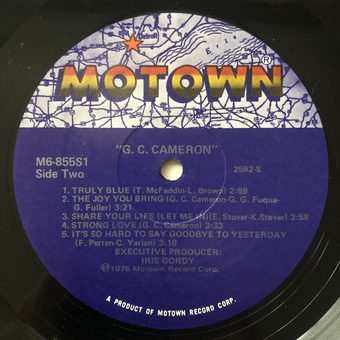 Detroit
MOTOWN®
"G. C. CAMERON"
M6-855S1
Side Two
2592-S
1. TRULY BLUE (T. McFaddin-L. Brown) 2:59
2. THE JOY YOU BRING (G. C. Cameron-G. G. Fuqua-
G. Fuller) 3:21
3. SHARE YOUR LIFE (LET ME IN)(E. Stover-K.Stover) 3:58
4. STRONG LOVE (G. C. Cameron) 3:33
5. IT'S SO HARD TO SAY GOODBYE TO YESTERDAY
(F. Perren-C. Yarian) 3:10
EXECUTIVE PRODUCER:
IRIS GORDY
℗1976 Motown Record Corp.
A PRODUCT OF MOTOWN RECORD CORP.